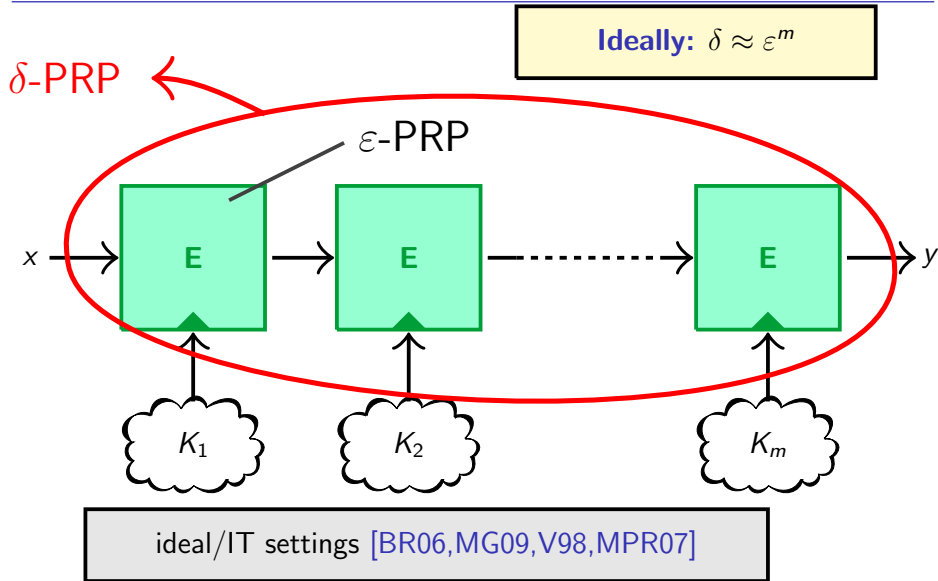 Ideally: δ ≈ ε^m
δ-PRP
ε-PRP
x E E E y
K_1 K_2 K_m
ideal/IT settings [BR06,MG09,V98,MPR07]